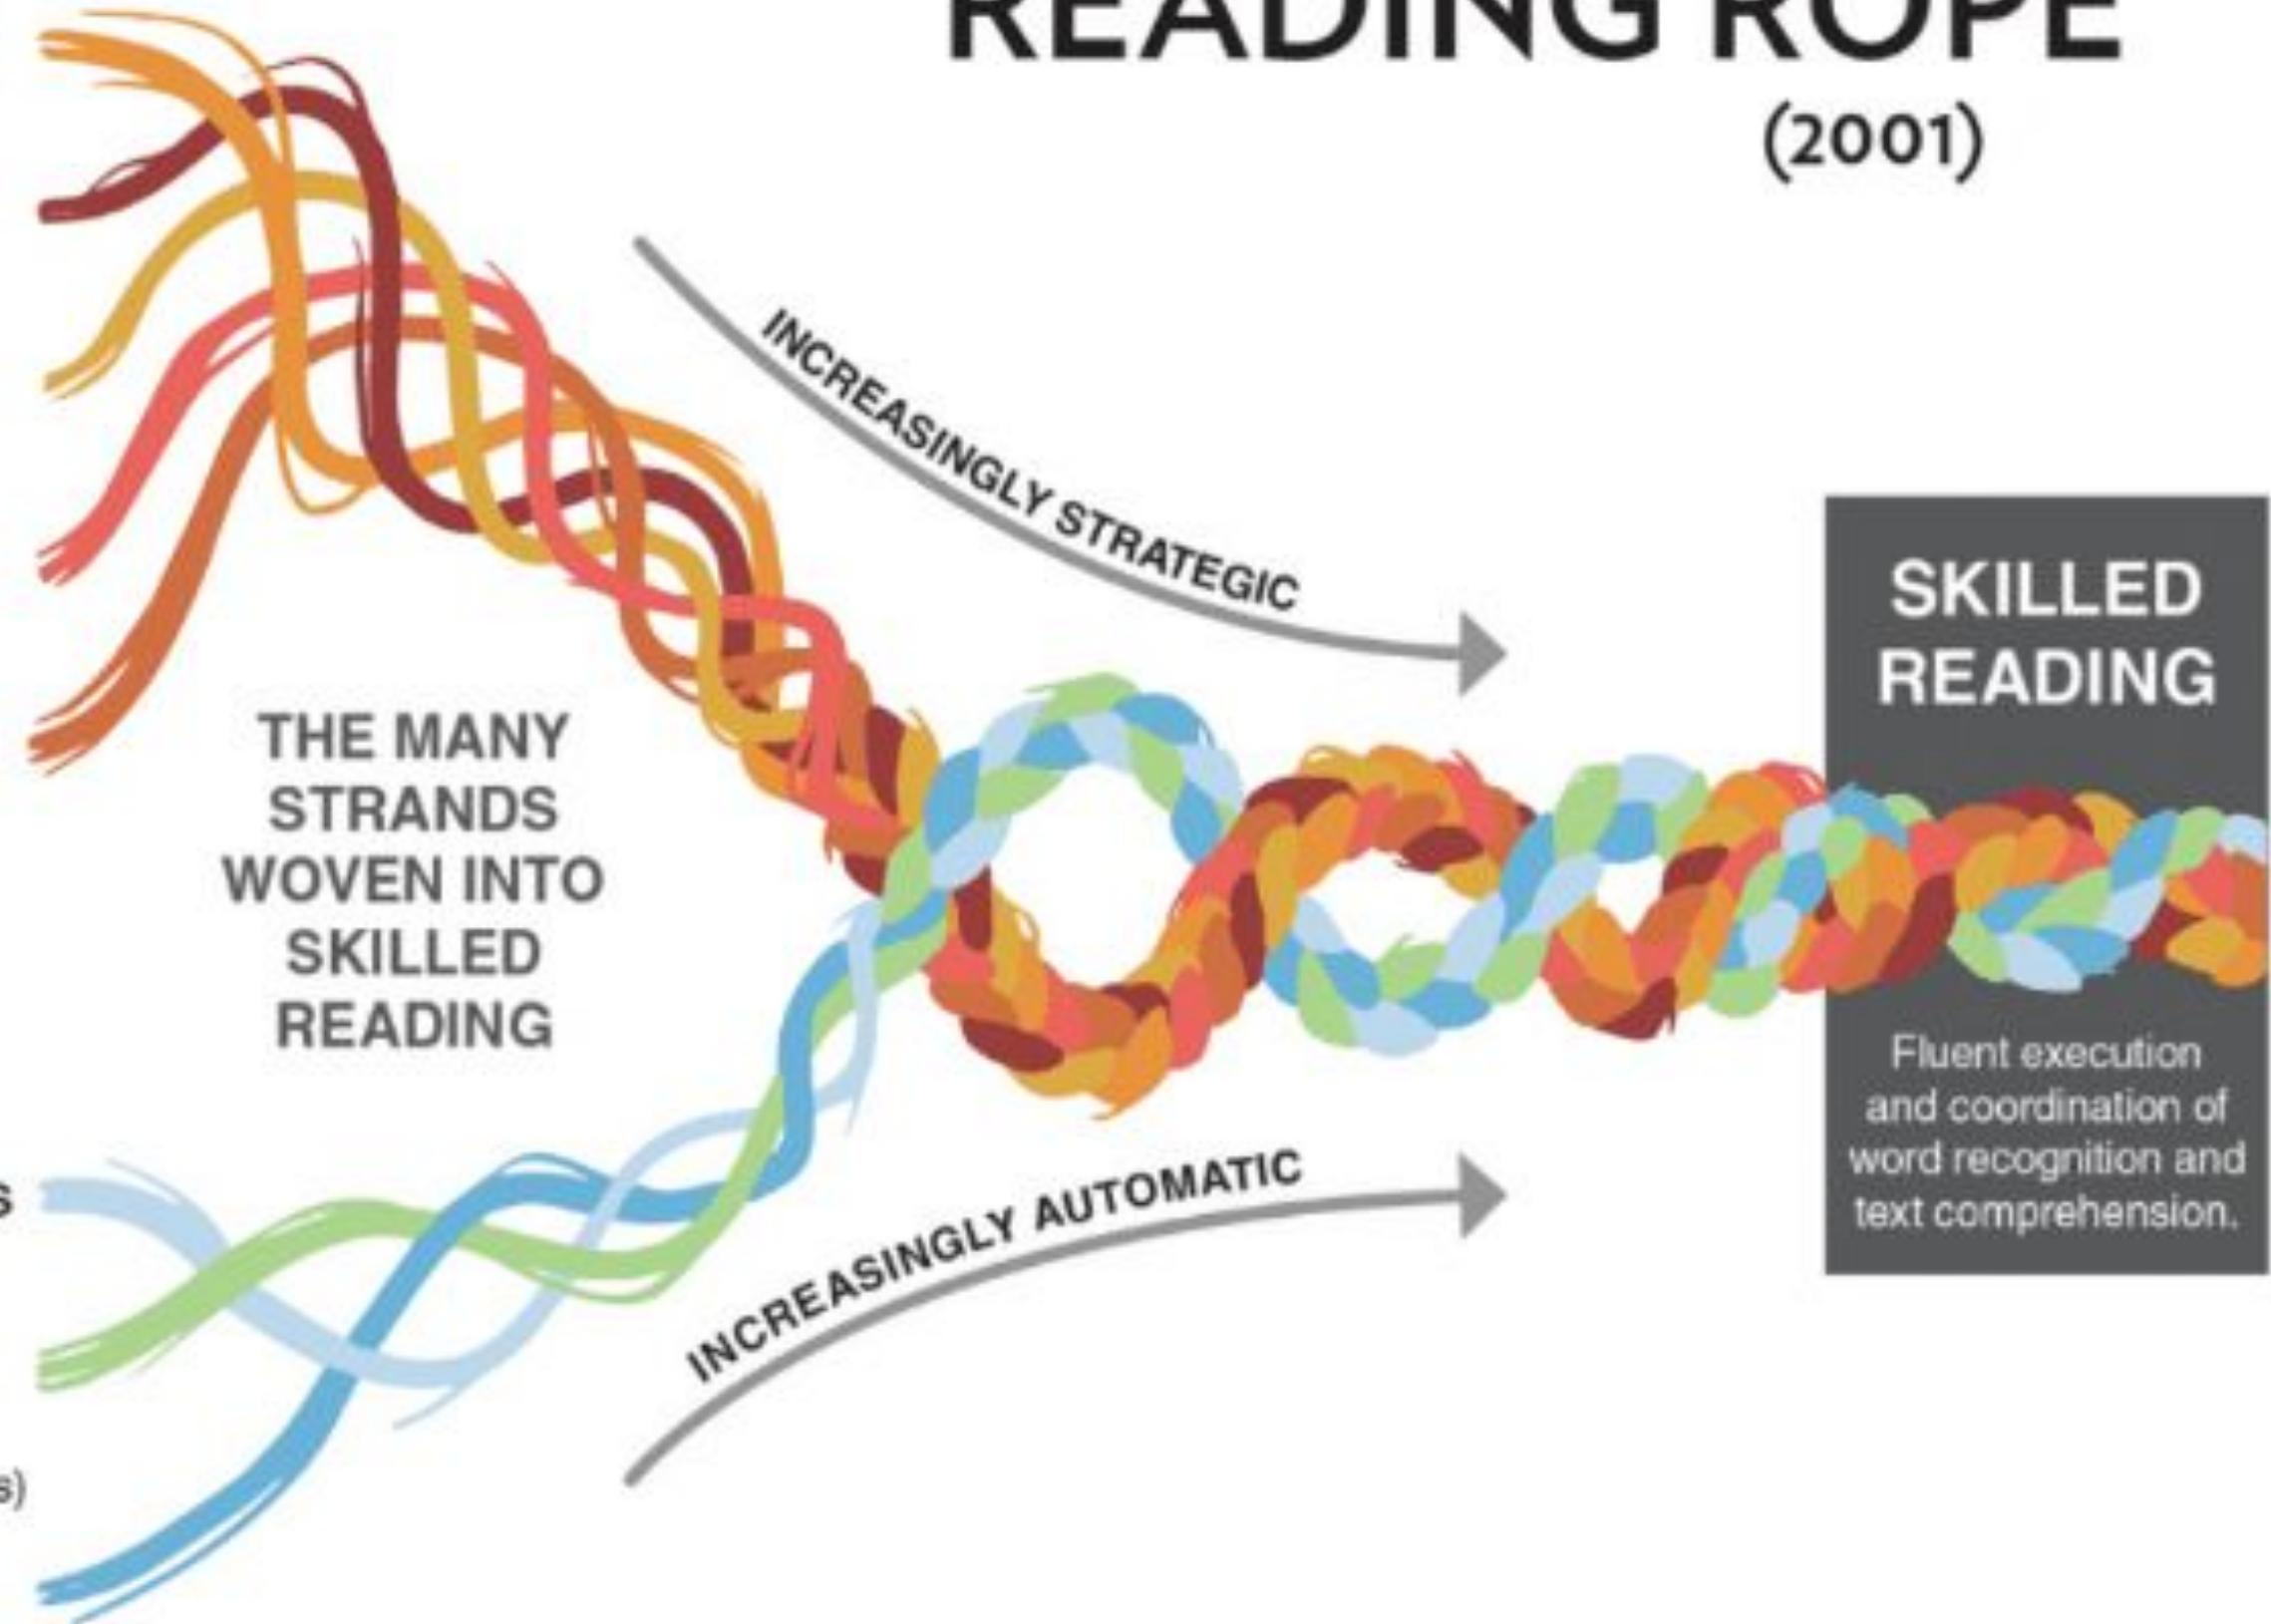 READING ROPE
(2001)
INCREASINGLY STRATEGIC
SKILLED
READING
THE MANY
STRANDS
WOVEN INTO
SKILLED
READING
Fluent execution
and coordination of
word recognition and
text comprehension.
INCREASINGLY AUTOMATIC
s)